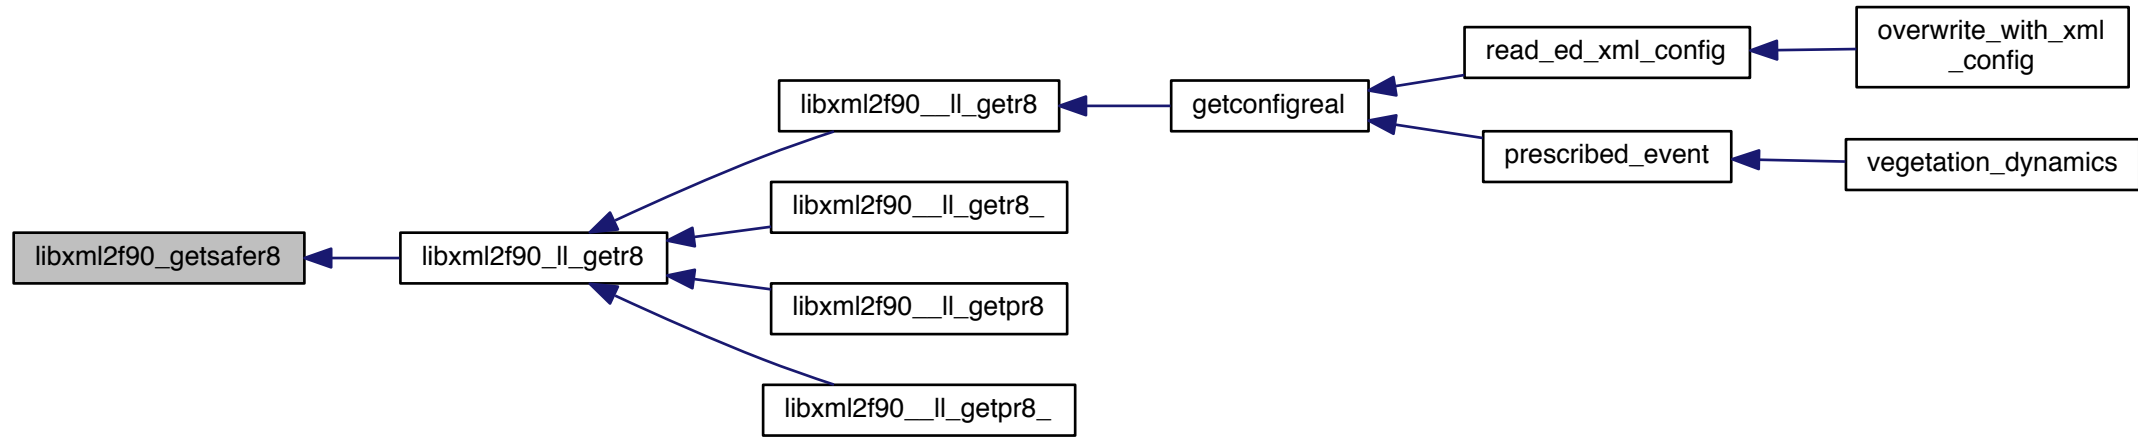 overwrite_with_xml
_config
read_ed_xml_config
libxml2f90__ll_getr8
getconfigreal
prescribed_event
vegetation_dynamics
libxml2f90__ll_getr8_
libxml2f90_getsafer8
libxml2f90_ll_getr8
libxml2f90__ll_getpr8
libxml2f90__ll_getpr8_